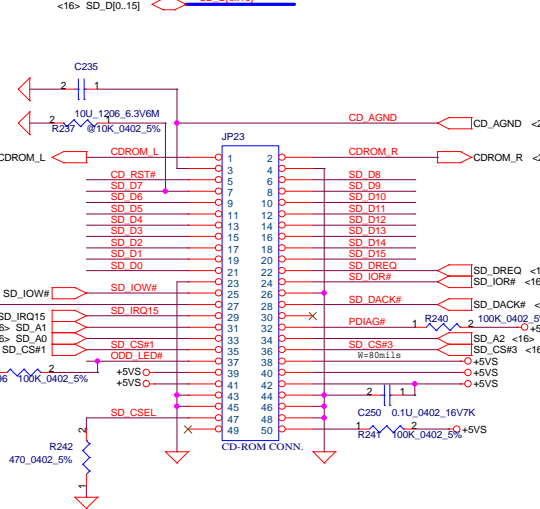 <16> SD_D[0..15]
C235
2 1
10U_1206_6.3V6M
2 1
R237 @10K_0402_5%
CD_AGND CD_AGND
JP23
CDROM_L CDROM_L 1 2 CDROM_R CDROM_R
3 4
CD_RST# 5 6 SD_D8
SD_D7 7 8 SD_D9
SD_D6 9 10 SD_D10
SD_D5 11 12 SD_D11
SD_D4 13 14 SD_D12
SD_D3 15 16 SD_D13
SD_D2 17 18 SD_D14
SD_D1 19 20 SD_D15
SD_D0 21 22 SD_DREQ SD_DREQ
23 24 SD_IOR# SD_IOR#
SD_IOW# SD_IOW# 25 26
27 28 SD_DACK# SD_DACK#
SD_IRQ15 SD_IRQ15 29 30
SD_A1 31 32 PDIAG# 1 R240 2 100K_0402_5%
SD_A0 33 34 SD_A2 <16>
SD_CS#1 SD_CS#1 35 36 SD_CS#3 SD_CS#3
ODD_LED# 37 38 W=80mils +5VS
100K_0402_5% +5VS 39 40 +5VS
+5VS 41 42 +5VS
43 44 2 1
45 46 C250 0.1U_0402_16V7K
SD_CSEL 47 48
49 50 1 2 +5VS
R241 100K_0402_5%
CD-ROM CONN.
2
R242
470_0402_5%
1